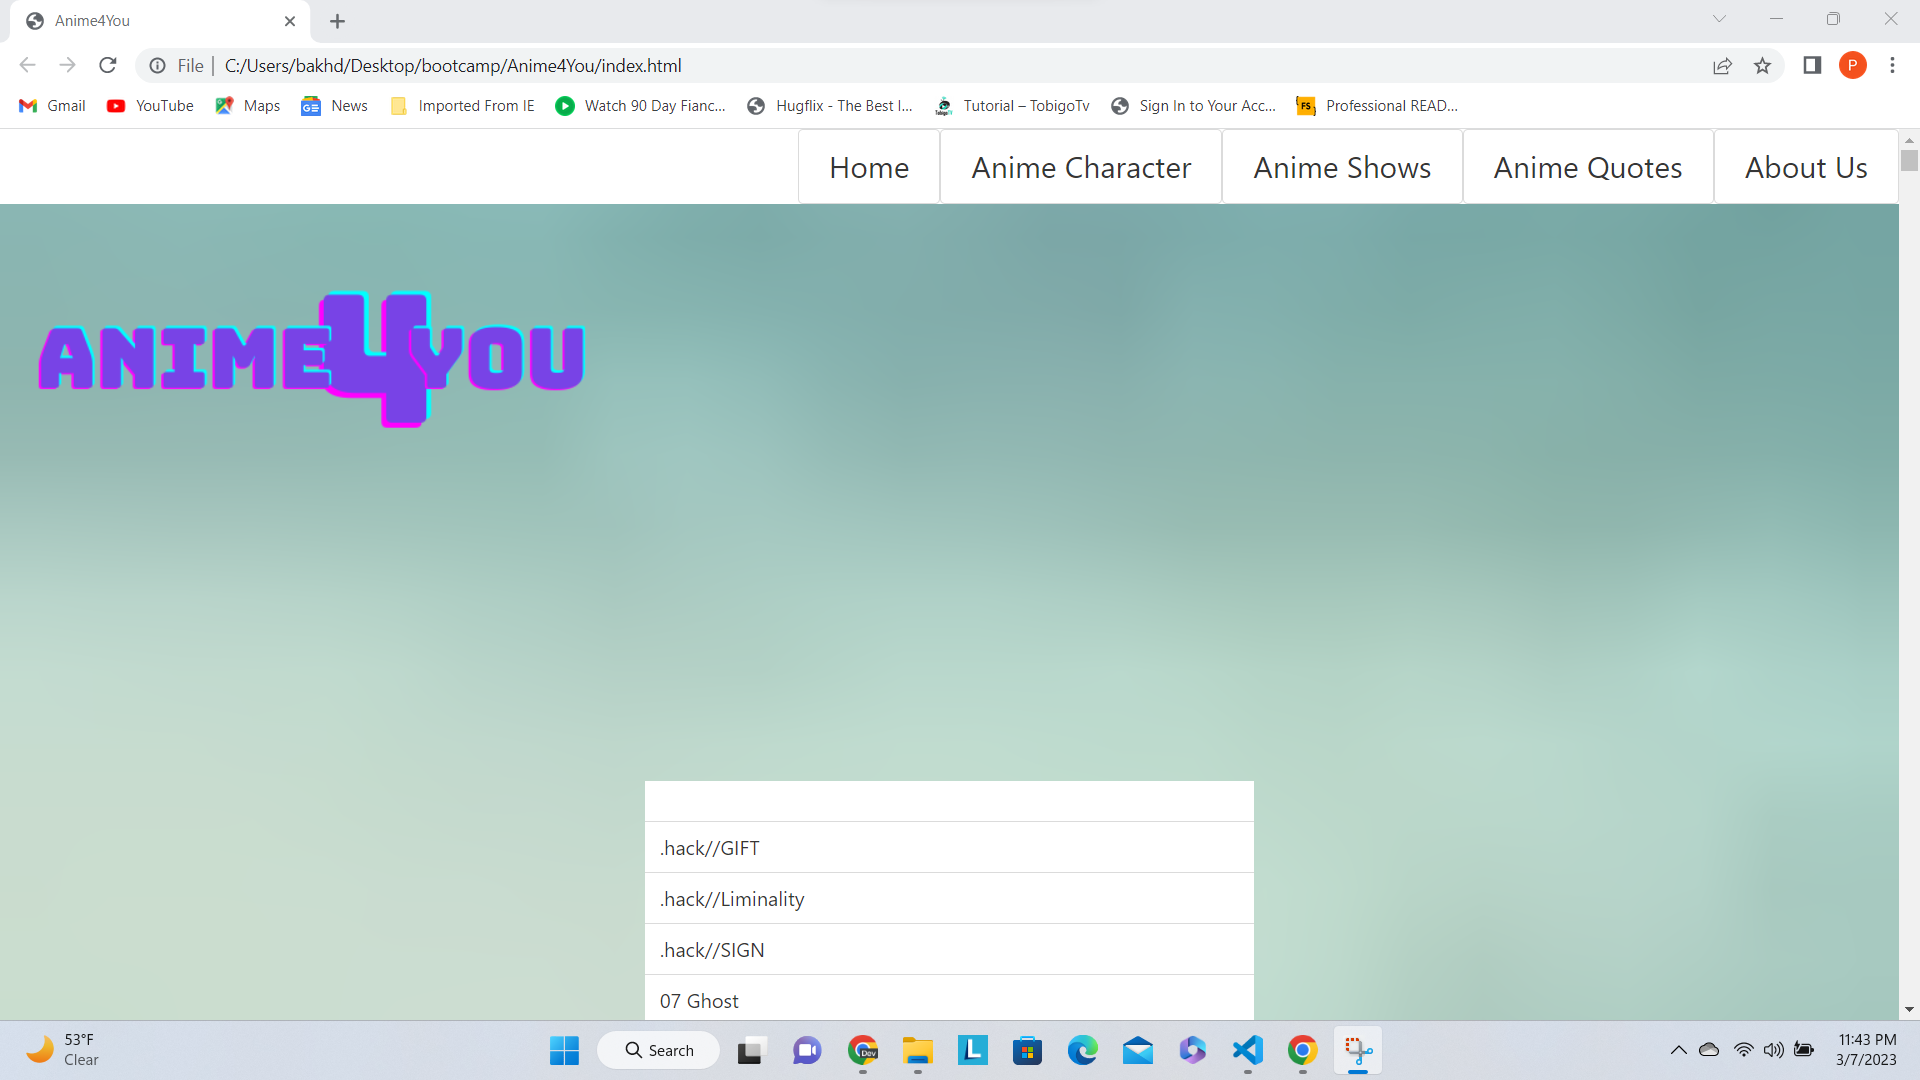 Anime4You
File | C:/Users/bakhd/Desktop/bootcamp/Anime4You/index.html
P
Gmail YouTube Maps News Imported From IE Watch 90 Day Fianc... Hugflix - The Best I... Tutorial – TobigoTv Sign In to Your Acc... FS Professional READ...
Home Anime Character Anime Shows Anime Quotes About Us
ANIME4YOU
.hack//GIFT
.hack//Liminality
.hack//SIGN
07 Ghost
53°F
Clear
Search
Dev
L
11:43 PM
3/7/2023